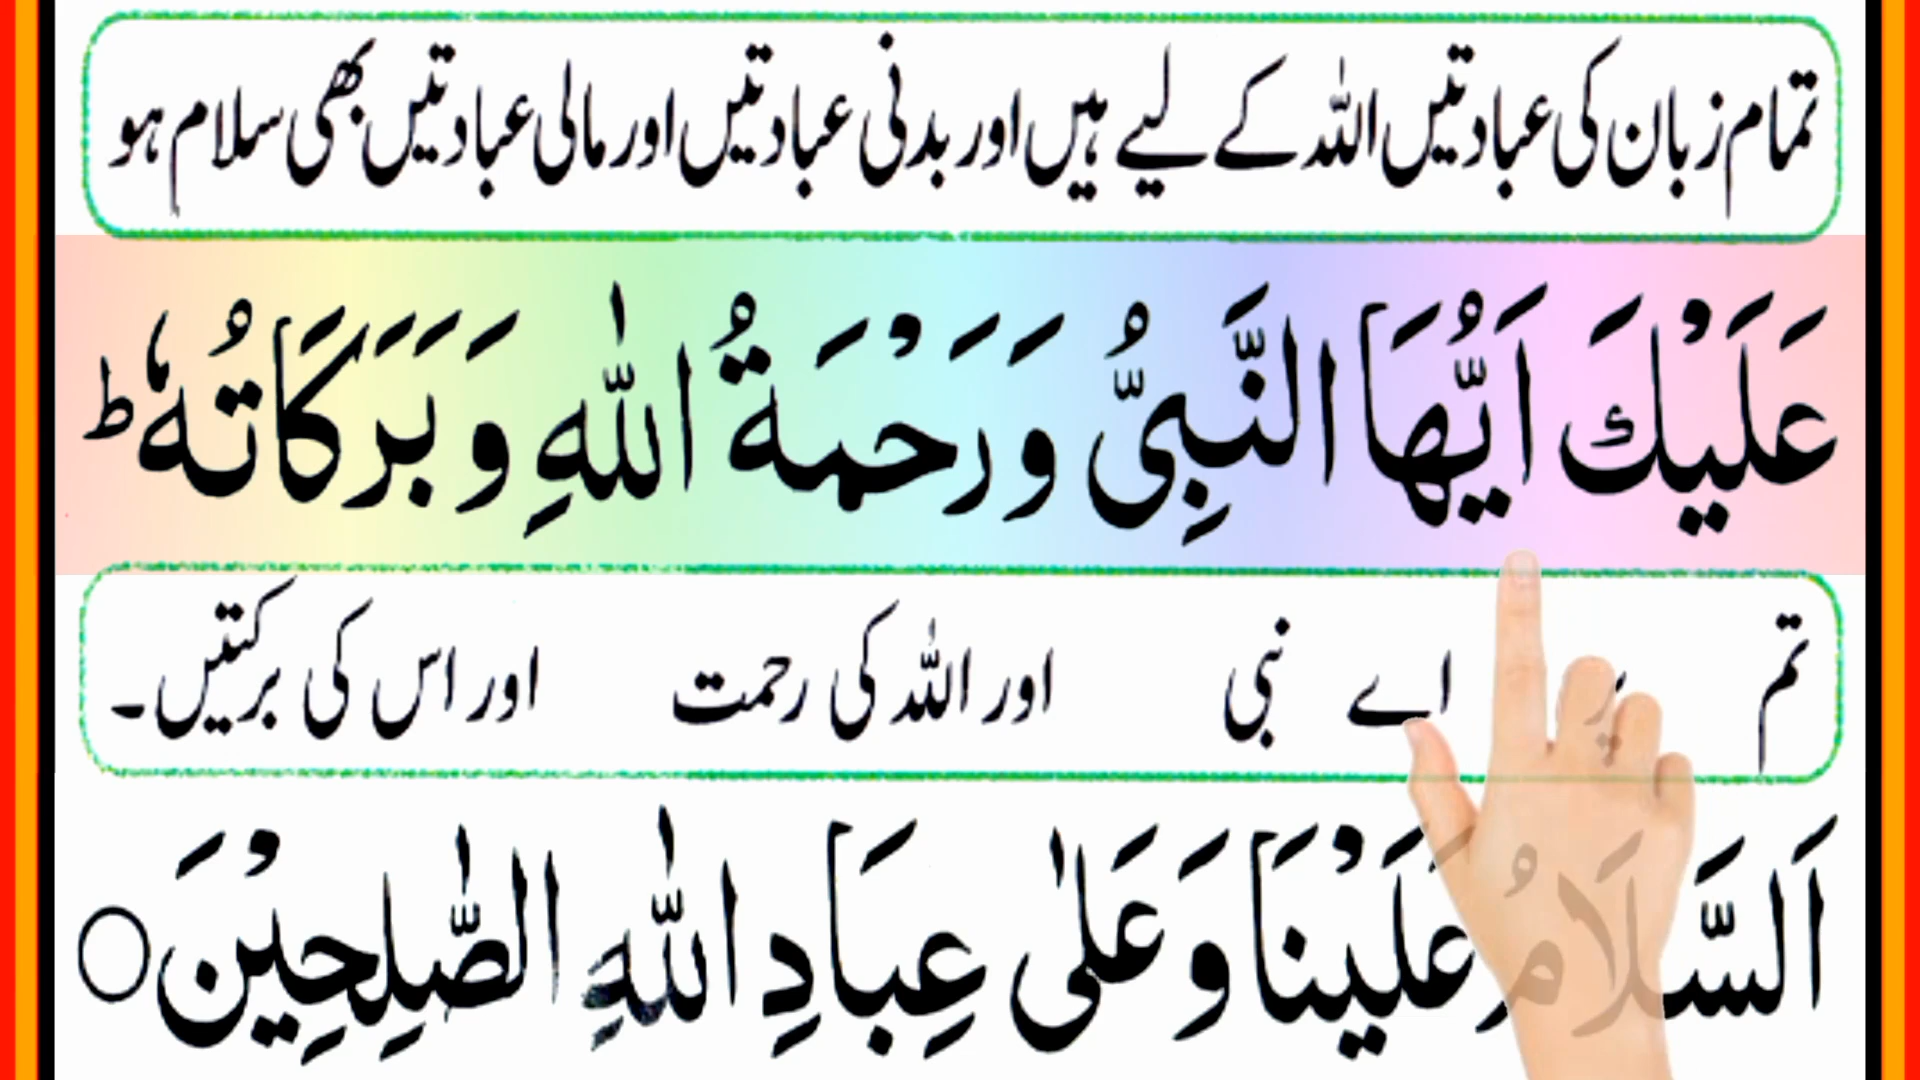 تمام زبان کی عبادتیں اللہ کے لیے ہیں اور بدنی عبادتیں اور مالی عبادتیں بھی سلام ہو
عَلَيْكَ اَيُّهَا النَّبِىُّ وَرَحْمَةُ اللّٰهِ وَبَرَكَاتُهٗ ؕ
تم پر اے نبی اور اللہ کی رحمت اور اس کی برکتیں۔
اَلسَّلَامُ عَلَيْنَا وَعَلٰى عِبَادِ اللّٰهِ الصّٰلِحِيْنَ ○